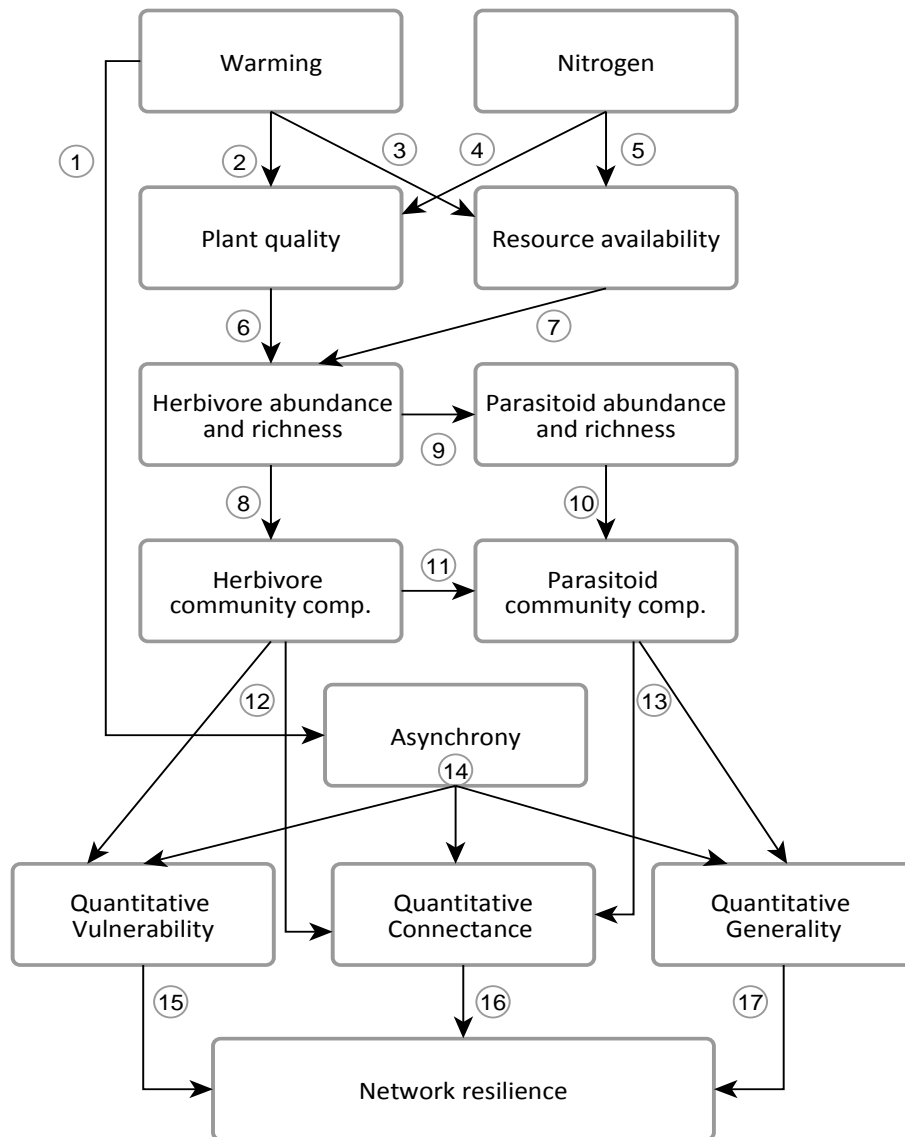 Warming
Nitrogen
1
2
3
4
5
Plant quality
Resource availability
6
7
Herbivore abundance
and richness
Parasitoid abundance
and richness
9
8
10
Herbivore
community comp.
11
Parasitoid
community comp.
12
13
Asynchrony
14
Quantitative
Vulnerability
Quantitative
Connectance
Quantitative
Generality
15
16
17
Network resilience